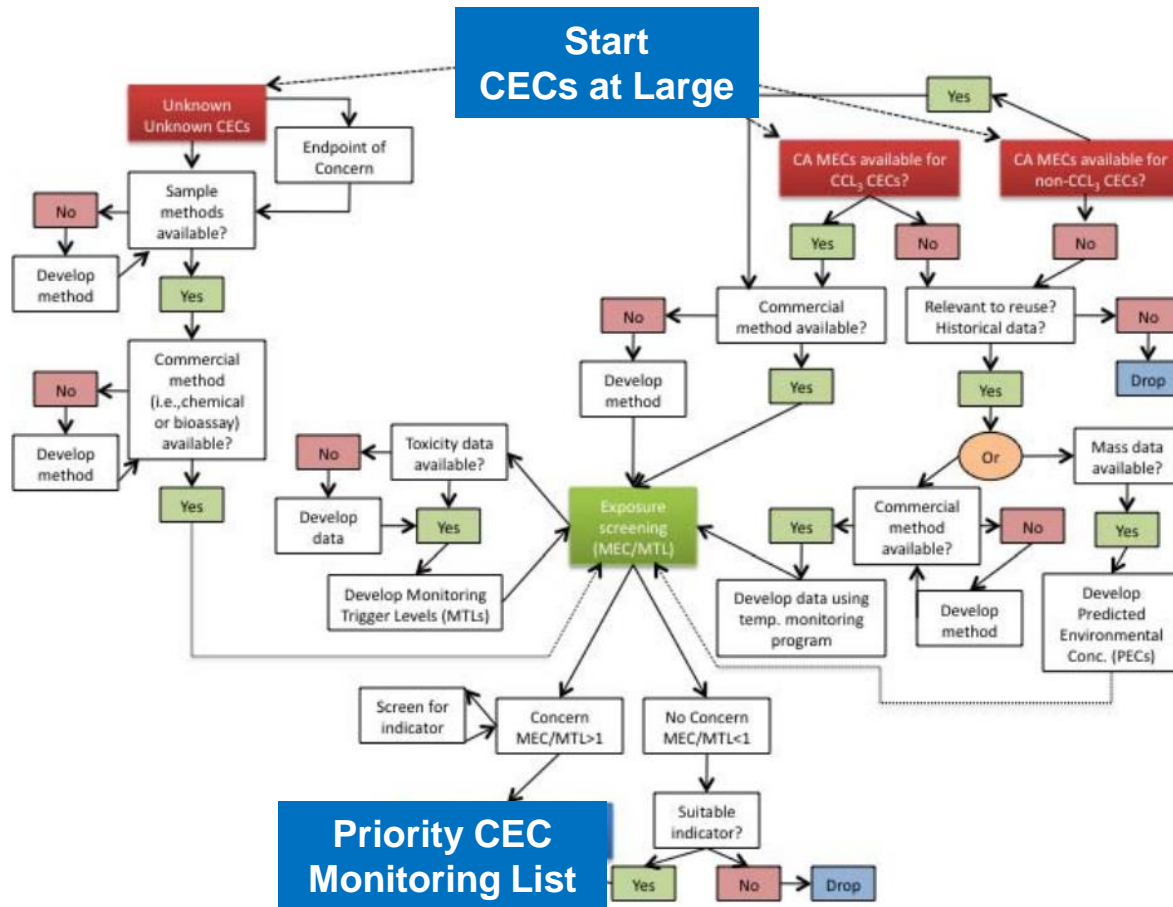 Start
CECs at Large
Unknown
Unknown CECs
Endpoint of
Concern
Yes
CA MECs available for
CCL3 CECs?
CA MECs available for
non-CCL3 CECs?
No
Sample
methods
available?
Yes
No
No
Develop
method
Yes
No
Commercial
method available?
Relevant to reuse?
Historical data?
No
No
Commercial
method
(i.e.,chemical
or bioassay)
available?
Develop
method
Yes
Yes
Drop
Develop
method
No
Toxicity data
available?
Or
Mass data
available?
Yes
Develop
data
Yes
Exposure
screening
(MEC/MTL)
Yes
Commercial
method
available?
No
Yes
Develop Monitoring
Trigger Levels (MTLs)
Develop data using
temp. monitoring
program
Develop
method
Develop
Predicted
Environmental
Conc. (PECs)
Screen for
indicator
Concern
MEC/MTL>1
No Concern
MEC/MTL<1
Priority CEC
Monitoring List
Suitable
indicator?
Yes
No
Drop